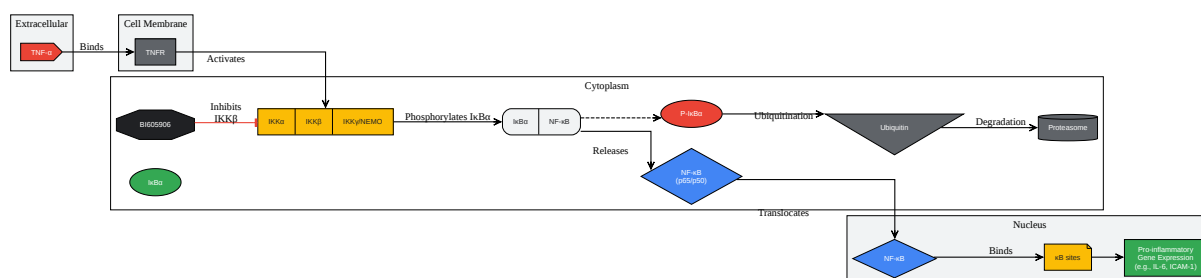 Extracellular
TNF-α
Binds
Cell Membrane
TNFR
Activates
Cytoplasm
BI605906
Inhibits
IKKβ
IKKα
IKKβ
IKKγ/NEMO
Phosphorylates IκBα
IκBα
NF-κB
P-IκBα
Ubiquitination
Ubiquitin
Degradation
Proteasome
Releases
IκBα
NF-κB
(p65/p50)
Translocates
Nucleus
NF-κB
Binds
κB sites
Pro-inflammatory
Gene Expression
(e.g., IL-6, ICAM-1)